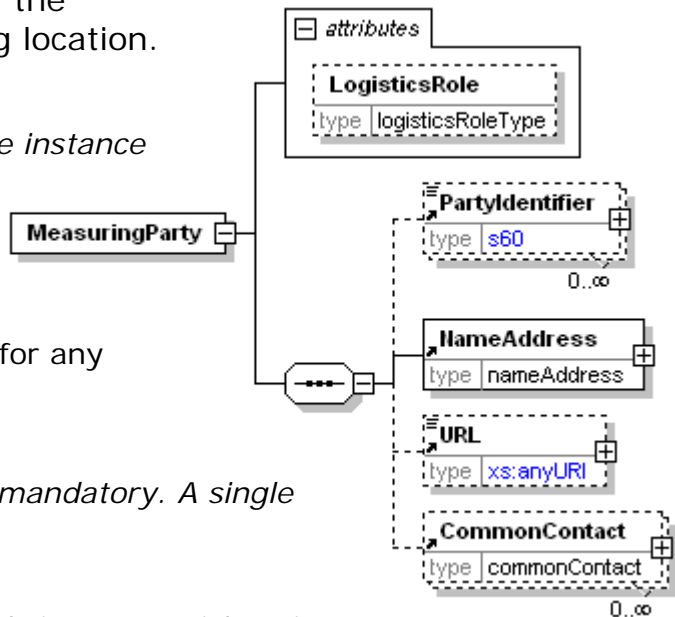 the
g location.
e instance
for any
mandatory. A single
attributes
LogisticsRole
type logisticsRoleType
MeasuringParty
PartyIdentifier
type s60
0..∞
NameAddress
type nameAddress
URL
type xs:anyURI
CommonContact
type commonContact
0..∞